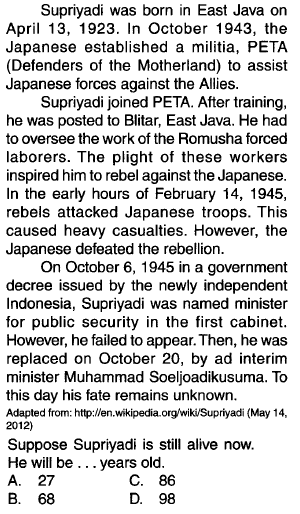 Supriyadi was born in East Java on
April 13, 1923. In October 1943, the
Japanese established a militia, PETA
(Defenders of the Motherland) to assist
Japanese forces against the Allies.
Supriyadi joined PETA. After training,
he was posted to Blitar, East Java. He had
to oversee the work of the Romusha forced
laborers. The plight of these workers
inspired him to rebel against the Japanese.
In the early hours of February 14, 1945,
rebels attacked Japanese troops. This
caused heavy casualties. However, the
Japanese defeated the rebellion.
On October 6, 1945 in a government
decree issued by the newly independent
Indonesia, Supriyadi was named minister
for public security in the first cabinet.
However, he failed to appear. Then, he was
replaced on October 20, by ad interim
minister Muhammad Soeljoadikusuma. To
this day his fate remains unknown.
Adapted from: http://en.wikipedia.org/wiki/Supriyadi (May 14,
2012)
Suppose Supriyadi is still alive now.
He will be . . . years old.
A. 27 C. 86
B. 68 D. 98